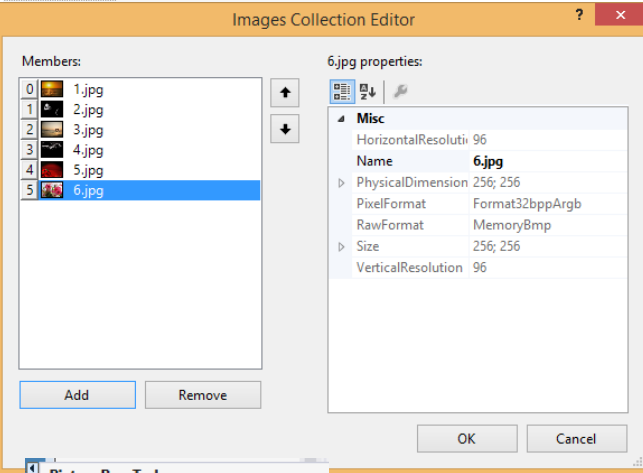 Images Collection Editor
?
×
Members:
0 1.jpg
1 2.jpg
2 3.jpg
3 4.jpg
4 5.jpg
5 6.jpg
Add
Remove
6.jpg properties:
Misc
HorizontalResoluti 96
Name 6.jpg
PhysicalDimension 256; 256
PixelFormat Format32bppArgb
RawFormat MemoryBmp
Size 256; 256
VerticalResolution 96
OK
Cancel